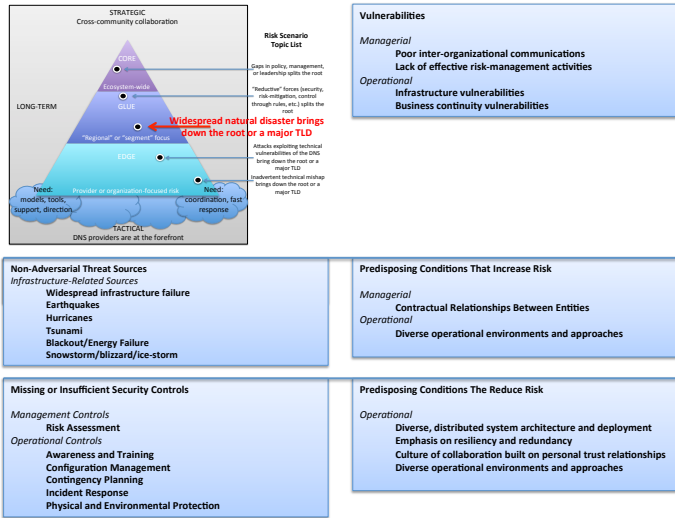 STRATEGIC
Cross-community collaboration
Risk Scenario
Topic List
LONG-TERM
CORE
Ecosystem-wide
GLUE
"Regional" or "segment" focus
EDGE
Provider or organization-focused risk
Gaps in policy, management,
or leadership splits the root
"Reductive" forces (security,
risk-mitigation, control
through rules, etc.) splits the
root
Widespread natural disaster brings
down the root or a major TLD
Attacks exploiting technical
vulnerabilities of the DNS
bring down the root or a
major TLD
Inadvertent technical mishap
brings down the root or a
major TLD
Need:
models, tools,
support, direction
Need:
coordination, fast
response
TACTICAL
DNS providers are at the forefront
Vulnerabilities
Managerial
Poor inter-organizational communications
Lack of effective risk-management activities
Operational
Infrastructure vulnerabilities
Business continuity vulnerabilities
Non-Adversarial Threat Sources
Infrastructure-Related Sources
Widespread infrastructure failure
Earthquakes
Hurricanes
Tsunami
Blackout/Energy Failure
Snowstorm/blizzard/ice-storm
Predisposing Conditions That Increase Risk
Managerial
Contractual Relationships Between Entities
Operational
Diverse operational environments and approaches
Missing or Insufficient Security Controls
Management Controls
Risk Assessment
Operational Controls
Awareness and Training
Configuration Management
Contingency Planning
Incident Response
Physical and Environmental Protection
Predisposing Conditions The Reduce Risk
Operational
Diverse, distributed system architecture and deployment
Emphasis on resiliency and redundancy
Culture of collaboration built on personal trust relationships
Diverse operational environments and approaches